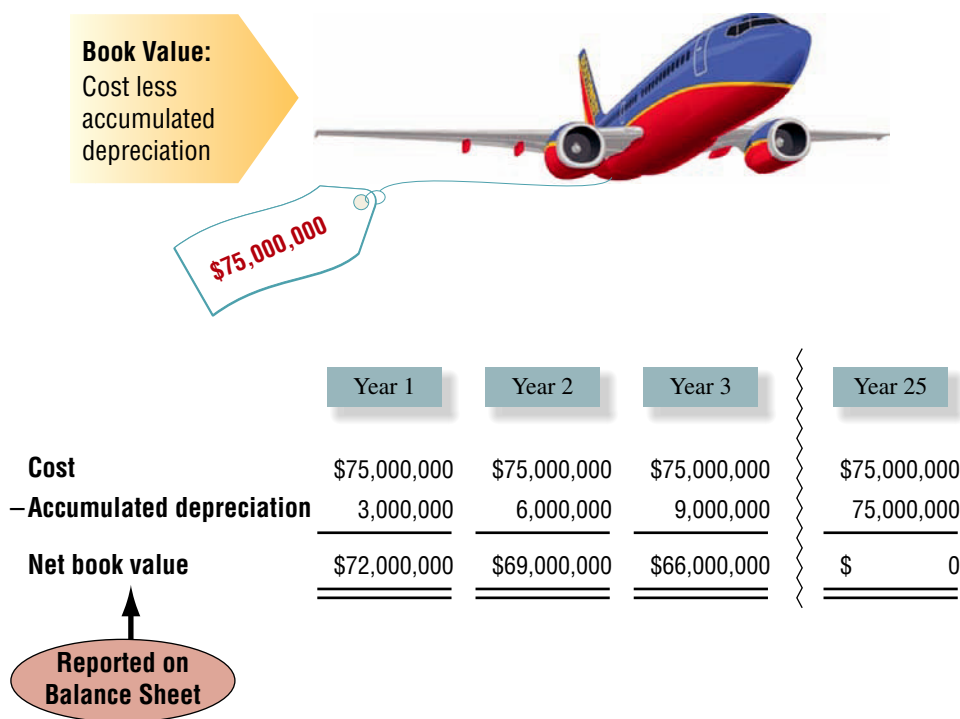 Book Value:
Cost less
accumulated
depreciation
$75,000,000
Year 1 Year 2 Year 3 Year 25
Cost $75,000,000 $75,000,000 $75,000,000 $75,000,000
–Accumulated depreciation 3,000,000 6,000,000 9,000,000 75,000,000
Net book value $72,000,000 $69,000,000 $66,000,000 $ 0
Reported on
Balance Sheet